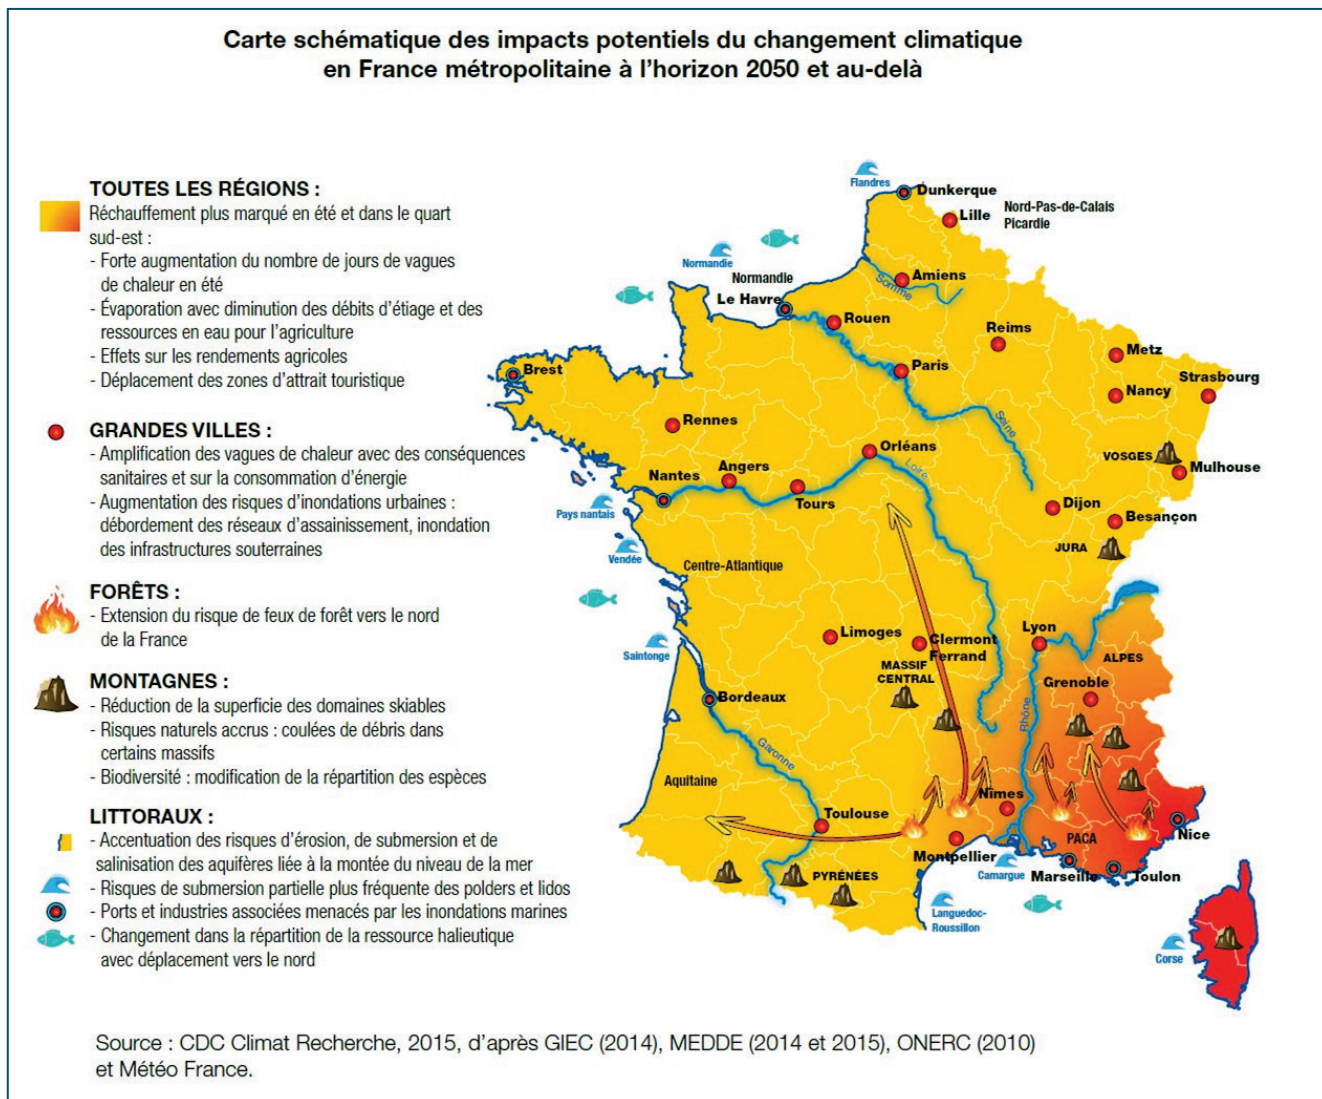 Carte schématique des impacts potentiels du changement climatique
en France métropolitaine à l'horizon 2050 et au-delà
TOUTES LES RÉGIONS :
Réchauffement plus marqué en été et dans le quart
sud-est :
- Forte augmentation du nombre de jours de vagues
de chaleur en été
- Évaporation avec diminution des débits d'étiage et des
ressources en eau pour l'agriculture
- Effets sur les rendements agricoles
- Déplacement des zones d'attrait touristique
GRANDES VILLES :
- Amplification des vagues de chaleur avec des conséquences
sanitaires et sur la consommation d'énergie
- Augmentation des risques d'inondations urbaines :
débordement des réseaux d'assainissement, inondation
des infrastructures souterraines
FORÊTS :
- Extension du risque de feux de forêt vers le nord
de la France
MONTAGNES :
- Réduction de la superficie des domaines skiables
- Risques naturels accrus : coulées de débris dans
certains massifs
- Biodiversité : modification de la répartition des espèces
LITTORAUX :
- Accentuation des risques d'érosion, de submersion et de
salinisation des aquifères liée à la montée du niveau de la mer
- Risques de submersion partielle plus fréquente des polders et lidos
- Ports et industries associées menacés par les inondations marines
- Changement dans la répartition de la ressource halieutique
avec déplacement vers le nord
Flandres
Dunkerque
Lille
Nord-Pas-de-Calais
Picardie
Normandie
Normandie
Le Havre
Amiens
Somme
Rouen
Reims
Metz
Paris
Nancy
Strasbourg
Brest
Rennes
Seine
Orléans
Loire
VOSGES
Mulhouse
Nantes
Angers
Tours
Pays nantais
Dijon
Besançon
Vendée
JURA
Centre-Atlantique
Limoges
Clermont
Ferrand
Lyon
Saintonge
MASSIF
CENTRAL
ALPES
Grenoble
Bordeaux
Rhône
Garonne
Aquitaine
Toulouse
Nîmes
Nice
PACA
Montpellier
Camargue
Marseille
Toulon
PYRÉNÉES
Languedoc-
Roussillon
Corse
Source : CDC Climat Recherche, 2015, d'après GIEC (2014), MEDDE (2014 et 2015), ONERC (2010)
et Météo France.